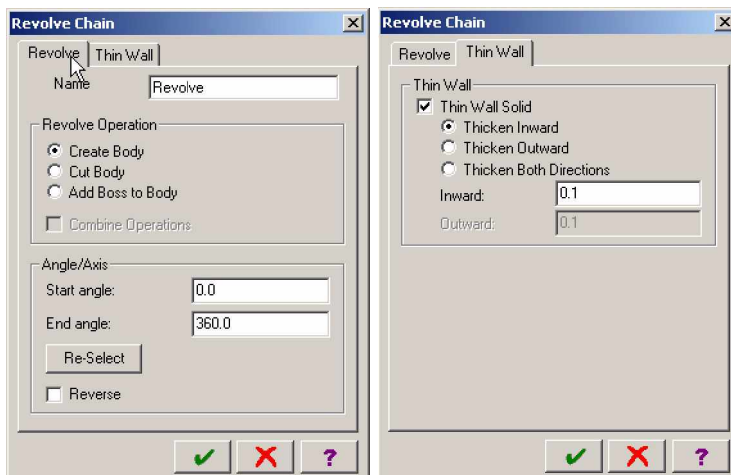 Revolve Chain
Revolve Thin Wall
Name Revolve
Revolve Operation
Create Body
Cut Body
Add Boss to Body
Combine Operations
Angle/Axis
Start angle: 0.0
End angle: 360.0
Re-Select
Reverse
?
Revolve Chain
Revolve Thin Wall
Thin Wall
Thin Wall Solid
Thicken Inward
Thicken Outward
Thicken Both Directions
Inward: 0.1
Outward: 0.1
?